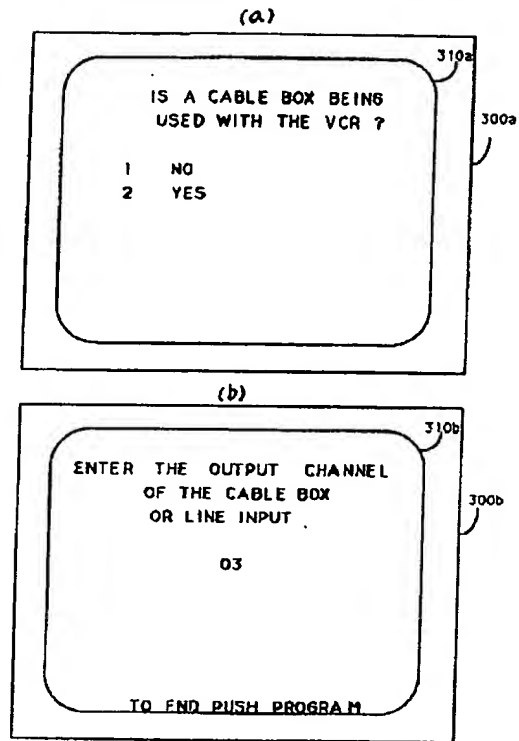 (a)
310a
IS A CABLE BOX BEING
USED WITH THE VCR ?
300a
1 NO
2 YES
(b)
310b
ENTER THE OUTPUT CHANNEL
OF THE CABLE BOX
OR LINE INPUT
300b
03
TO END PUSH PROGRAM